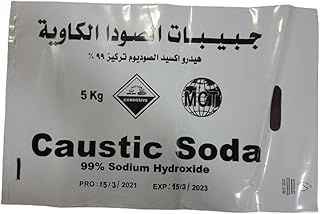 جبيبات الصودا الكاوية
هيدرو اكسيد الصوديوم تركيز ٩٩ %
5 Kg
CORROSIVE
MCT
Caustic Soda
99% Sodium Hydroxide
PRO: 15/3/ 2021 EXP: 15/3/ 2023